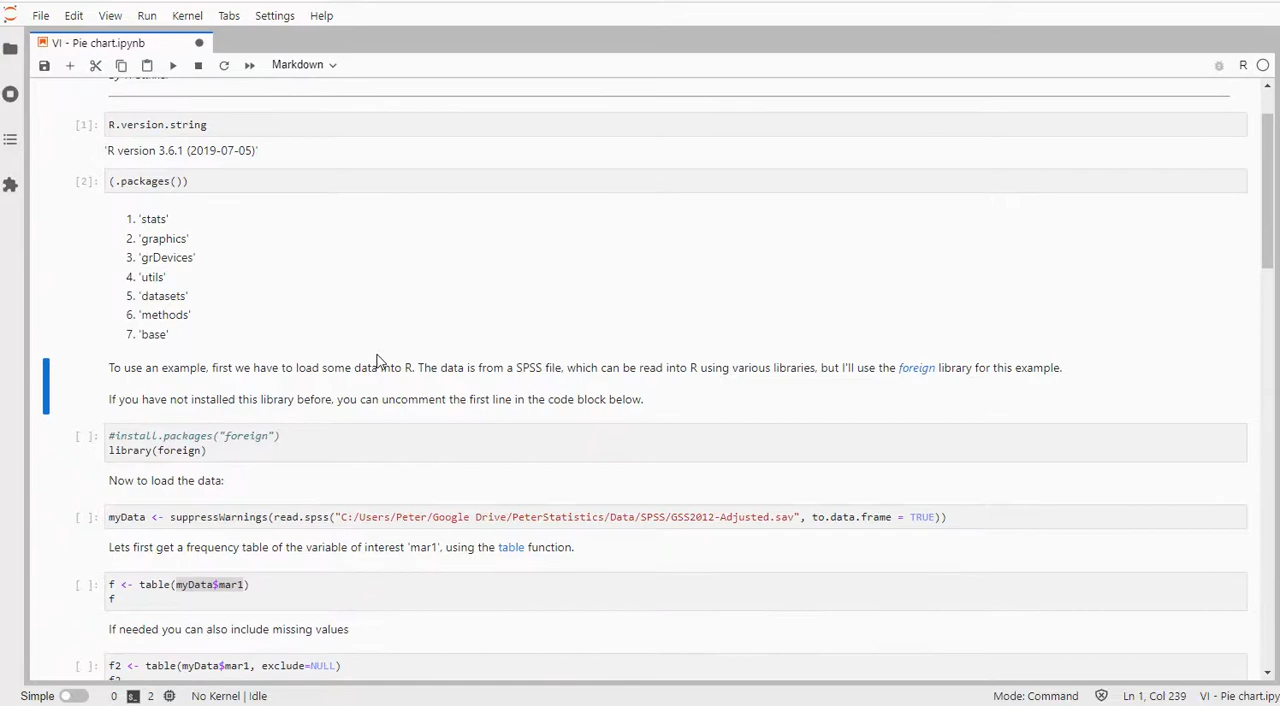 File Edit View Run Kernel Tabs Settings Help
VI - Pie chart.ipynb
Markdown
R
[1]: R.version.string
'R version 3.6.1 (2019-07-05)'
[2]: (.packages())
1. 'stats'
2. 'graphics'
3. 'grDevices'
4. 'utils'
5. 'datasets'
6. 'methods'
7. 'base'
To use an example, first we have to load some data into R. The data is from a SPSS file, which can be read into R using various libraries, but I'll use the foreign library for this example.
If you have not installed this library before, you can uncomment the first line in the code block below.
[ ]: #install.packages("foreign")
library(foreign)
Now to load the data:
[ ]: myData <- suppressWarnings(read.spss("C:/Users/Peter/Google Drive/PeterStatistics/Data/SPSS/GSS2012-Adjusted.sav", to.data.frame = TRUE))
Lets first get a frequency table of the variable of interest 'mar1', using the table function.
[ ]: f <- table(myData$mar1)
f
If needed you can also include missing values
[ ]: f2 <- table(myData$mar1, exclude=NULL)
f2
Simple 0 2 No Kernel | Idle Mode: Command Ln 1, Col 239 VI - Pie chart.ipy